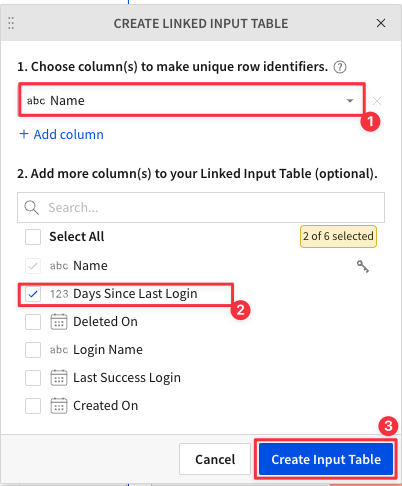 CREATE LINKED INPUT TABLE
1. Choose column(s) to make unique row identifiers. ?
abc Name
1
+ Add column
2. Add more column(s) to your Linked Input Table (optional).
Search...
Select All 2 of 6 selected
abc Name
123 Days Since Last Login
2
Deleted On
abc Login Name
Last Success Login
Created On
3
Cancel Create Input Table